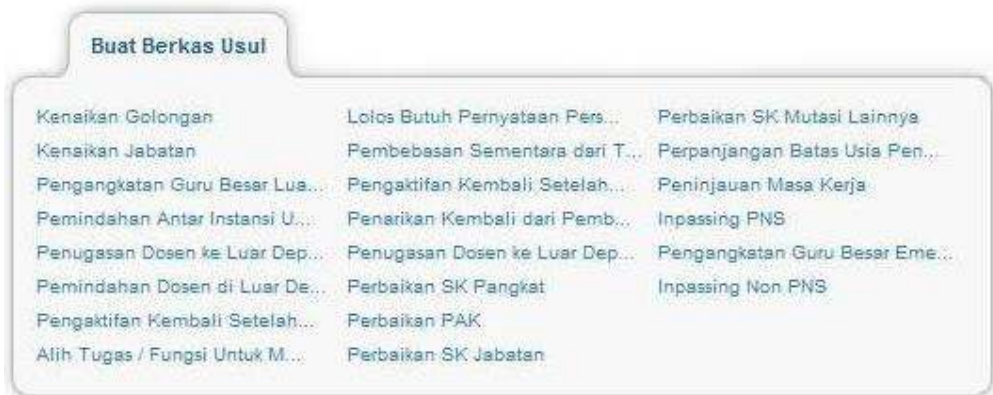 Buat Berkas Usul
Kenaikan Golongan
Kenaikan Jabatan
Pengangkatan Guru Besar Lua...
Pemindahan Antar Instansi U...
Penugasan Dosen ke Luar Dep...
Pemindahan Dosen di Luar De...
Pengaktifan Kembali Setelah...
Alih Tugas / Fungsi Untuk M...
Lolos Butuh Pernyataan Pers...
Pembebasan Sementara dari T...
Pengaktifan Kembali Setelah...
Penarikan Kembali dari Pemb...
Penugasan Dosen ke Luar Dep...
Perbaikan SK Pangkat
Perbaikan PAK
Perbaikan SK Jabatan
Perbaikan SK Mutasi Lainnya
Perpanjangan Batas Usia Pen...
Peninjauan Masa Kerja
Inpassing PNS
Pengangkatan Guru Besar Eme...
Inpassing Non PNS